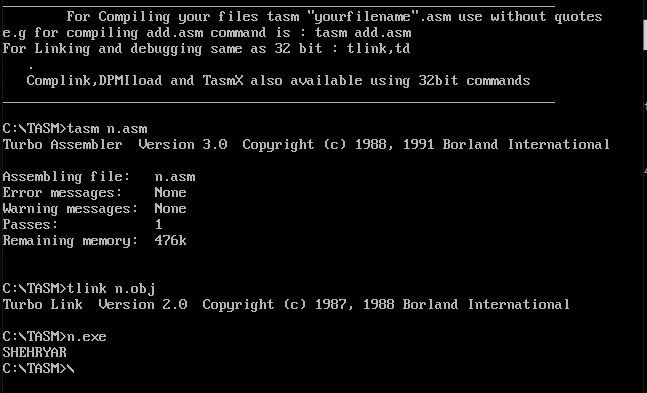 For Compiling your files tasm "yourfilename".asm use without quotes
e.g for compiling add.asm command is : tasm add.asm
For Linking and debugging same as 32 bit : tlink,td
.
Complink,DPMIload and TasmX also available using 32bit commands
C:\TASM>tasm n.asm
Turbo Assembler  Version 3.0  Copyright (c) 1988, 1991 Borland International
Assembling file:   n.asm
Error messages:    None
Warning messages:  None
Passes:            1
Remaining memory:  476k
C:\TASM>tlink n.obj
Turbo Link  Version 2.0  Copyright (c) 1987, 1988 Borland International
C:\TASM>n.exe
SHEHRYAR
C:\TASM>\